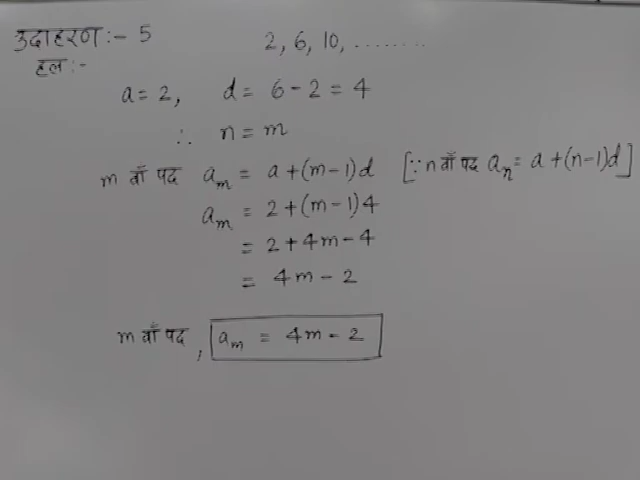 उदाहरण:- 5 2, 6, 10, ........
हल:-
a = 2, d = 6 - 2 = 4
∴ n = m
m वाँ पद a_m = a + (m-1)d [∵ n वाँ पद a_n = a + (n-1)d]
a_m = 2 + (m-1)4
= 2 + 4m - 4
= 4m - 2
m वाँ पद, a_m = 4m - 2